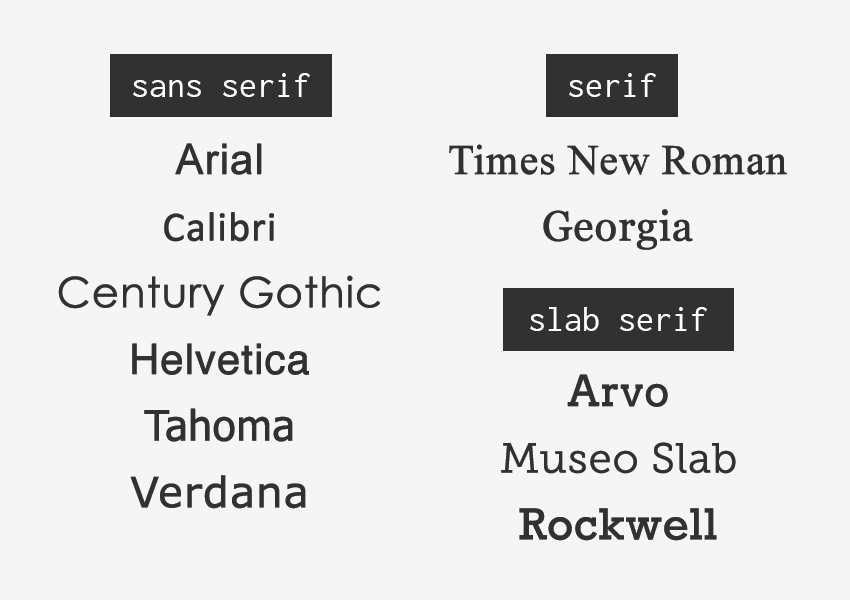 sans serif
Arial
Calibri
Century Gothic
Helvetica
Tahoma
Verdana
serif
Times New Roman
Georgia
slab serif
Arvo
Museo Slab
Rockwell